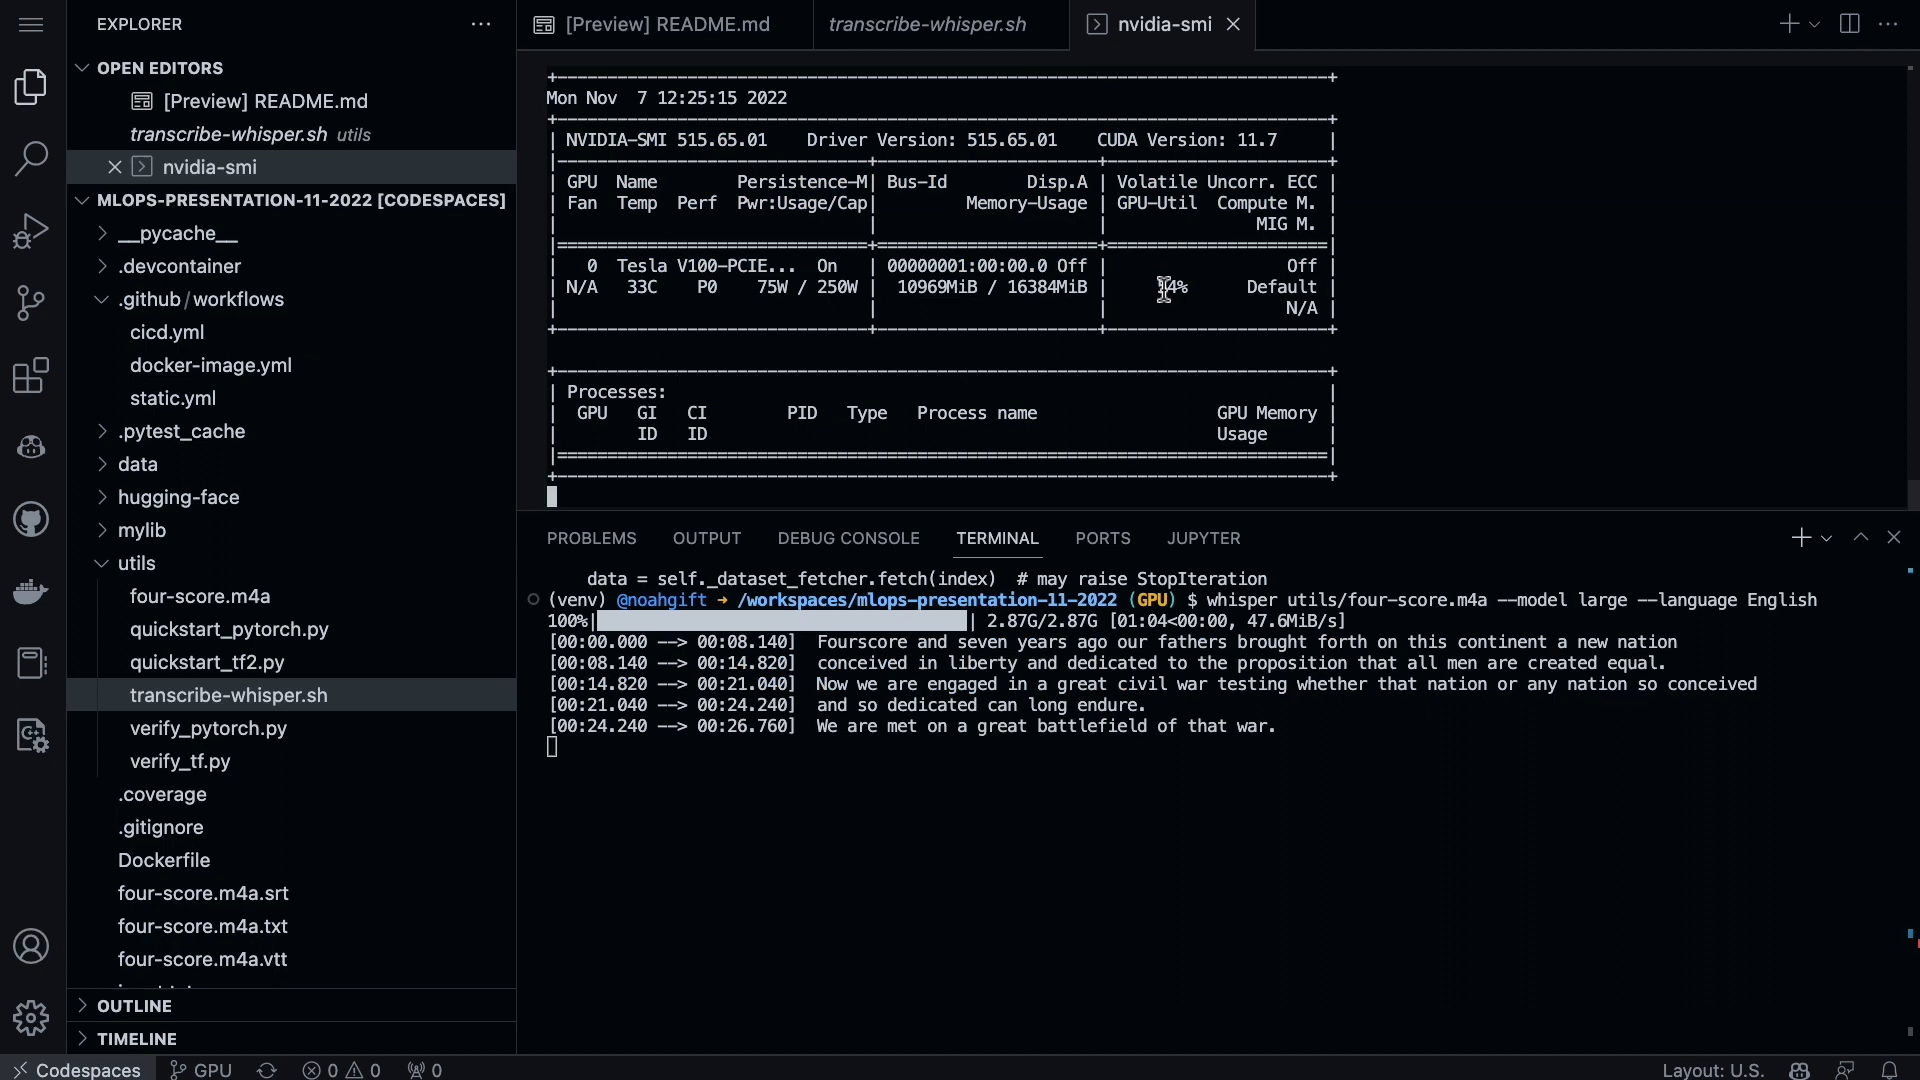 EXPLORER
OPEN EDITORS
[Preview] README.md
transcribe-whisper.sh utils
nvidia-smi
MLOPS-PRESENTATION-11-2022 [CODESPACES]
__pycache__
.devcontainer
.github/workflows
cicd.yml
docker-image.yml
static.yml
.pytest_cache
data
hugging-face
mylib
utils
four-score.m4a
quickstart_pytorch.py
quickstart_tf2.py
transcribe-whisper.sh
verify_pytorch.py
verify_tf.py
.coverage
.gitignore
Dockerfile
four-score.m4a.srt
four-score.m4a.txt
four-score.m4a.vtt
OUTLINE
TIMELINE
[Preview] README.md
transcribe-whisper.sh
nvidia-smi
Mon Nov 7 12:25:15 2022
NVIDIA-SMI 515.65.01 Driver Version: 515.65.01 CUDA Version: 11.7
GPU Name Persistence-M| Bus-Id Disp.A | Volatile Uncorr. ECC
Fan Temp Perf Pwr:Usage/Cap| Memory-Usage | GPU-Util Compute M.
MIG M.
0 Tesla V100-PCIE... On | 00000001:00:00.0 Off | Off
N/A 33C P0 75W / 250W | 10969MiB / 16384MiB | Default
N/A
Processes:
GPU GI CI PID Type Process name GPU Memory
ID ID Usage
PROBLEMS OUTPUT DEBUG CONSOLE TERMINAL PORTS JUPYTER
data = self._dataset_fetcher.fetch(index) # may raise StopIteration
(venv) @noahgift ➜ /workspaces/mlops-presentation-11-2022 (GPU) $ whisper utils/four-score.m4a --model large --language English
100%| | 2.87G/2.87G [01:04<00:00, 47.6MiB/s]
[00:00.000 --> 00:08.140] Fourscore and seven years ago our fathers brought forth on this continent a new nation
[00:08.140 --> 00:14.820] conceived in liberty and dedicated to the proposition that all men are created equal.
[00:14.820 --> 00:21.040] Now we are engaged in a great civil war testing whether that nation or any nation so conceived
[00:21.040 --> 00:24.240] and so dedicated can long endure.
[00:24.240 --> 00:26.760] We are met on a great battlefield of that war.
Codespaces GPU 0 0 0 Layout: U.S.